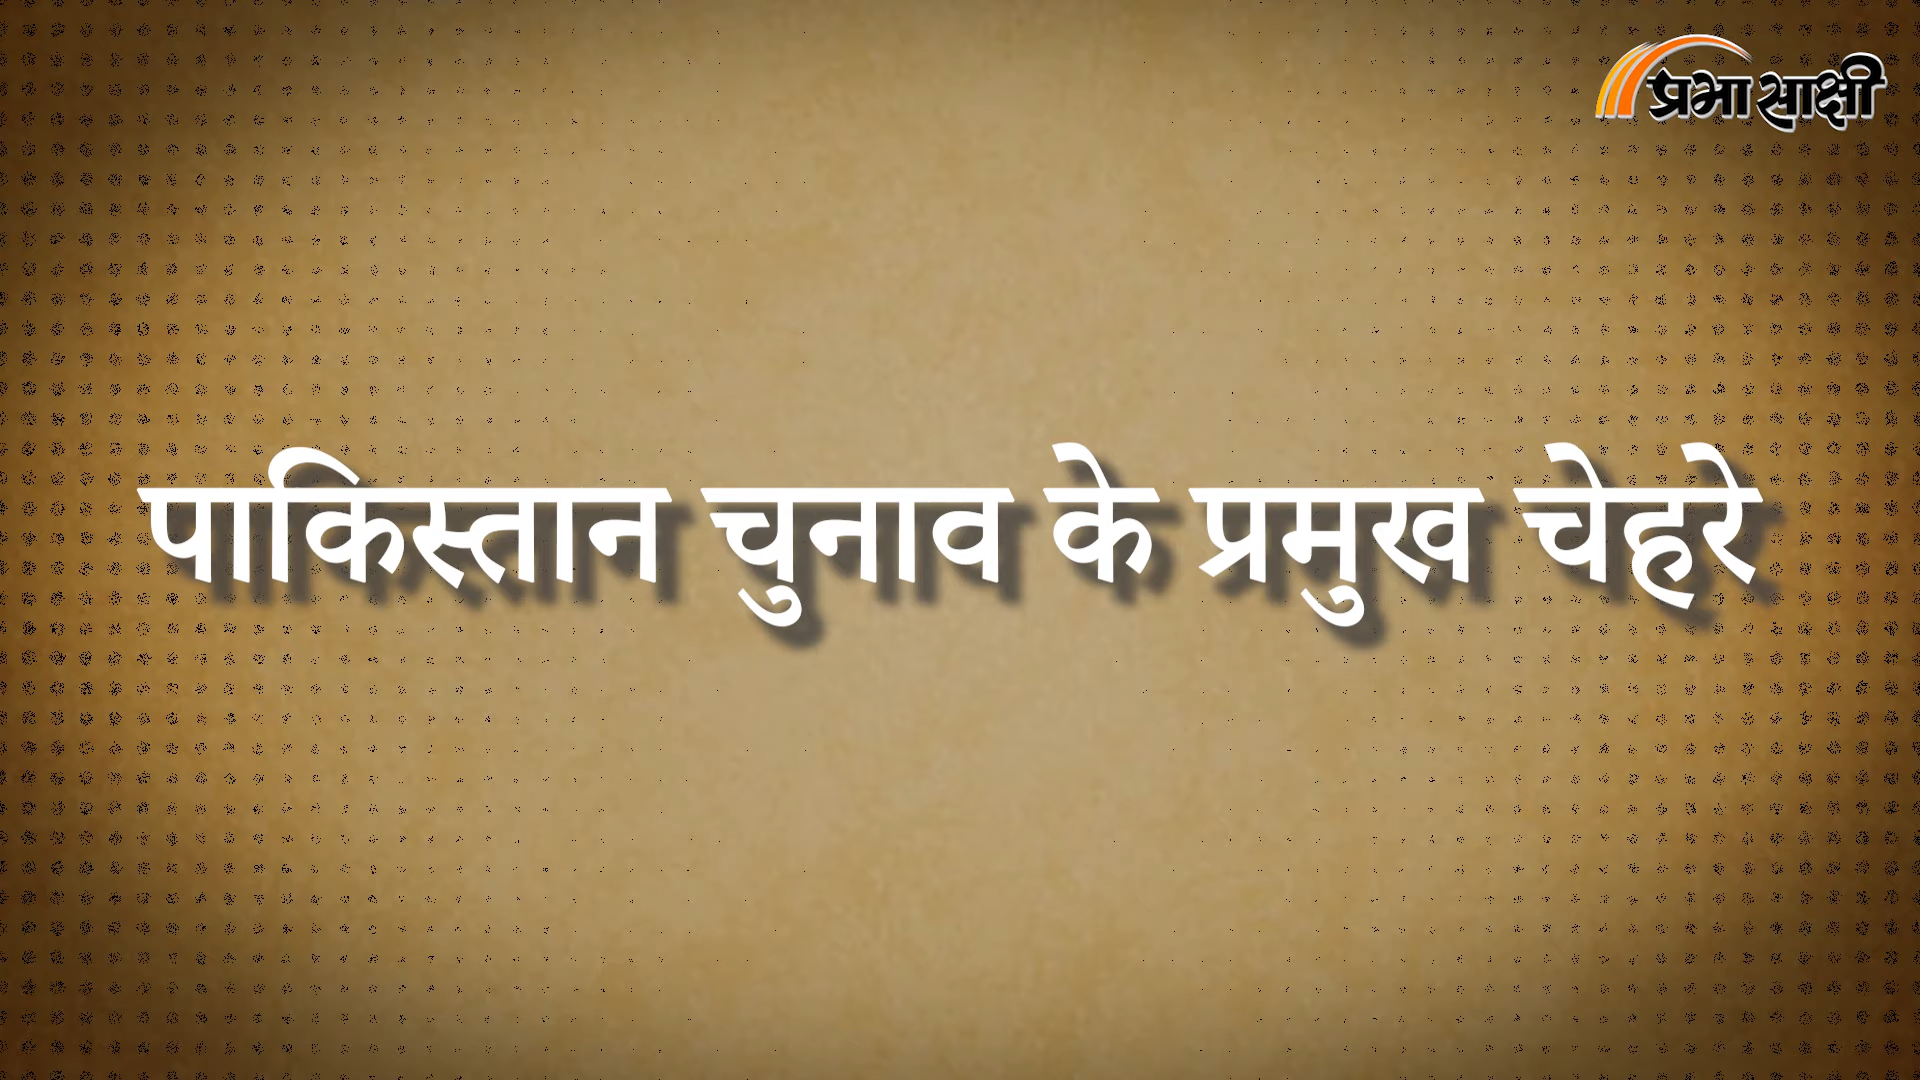 प्रभा साक्षी
पाकिस्तान चुनाव के प्रमुख चेहरे